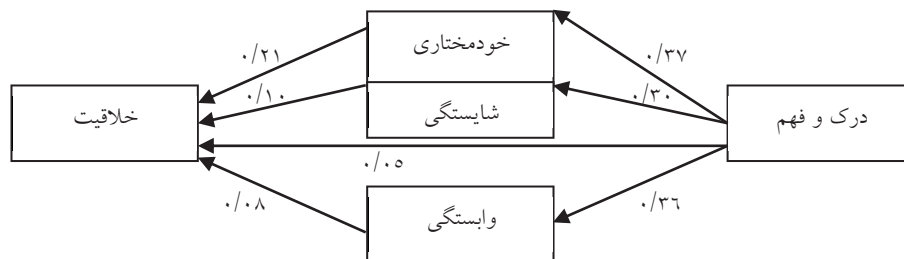 خودمختاری
۰/۳۷
۰/۲۱
درک و فهم
۰/۳۰
شایستگی
۰/۱۰
خلاقیت
۰/۰۵
۰/۳۶
وابستگی
۰/۰۸